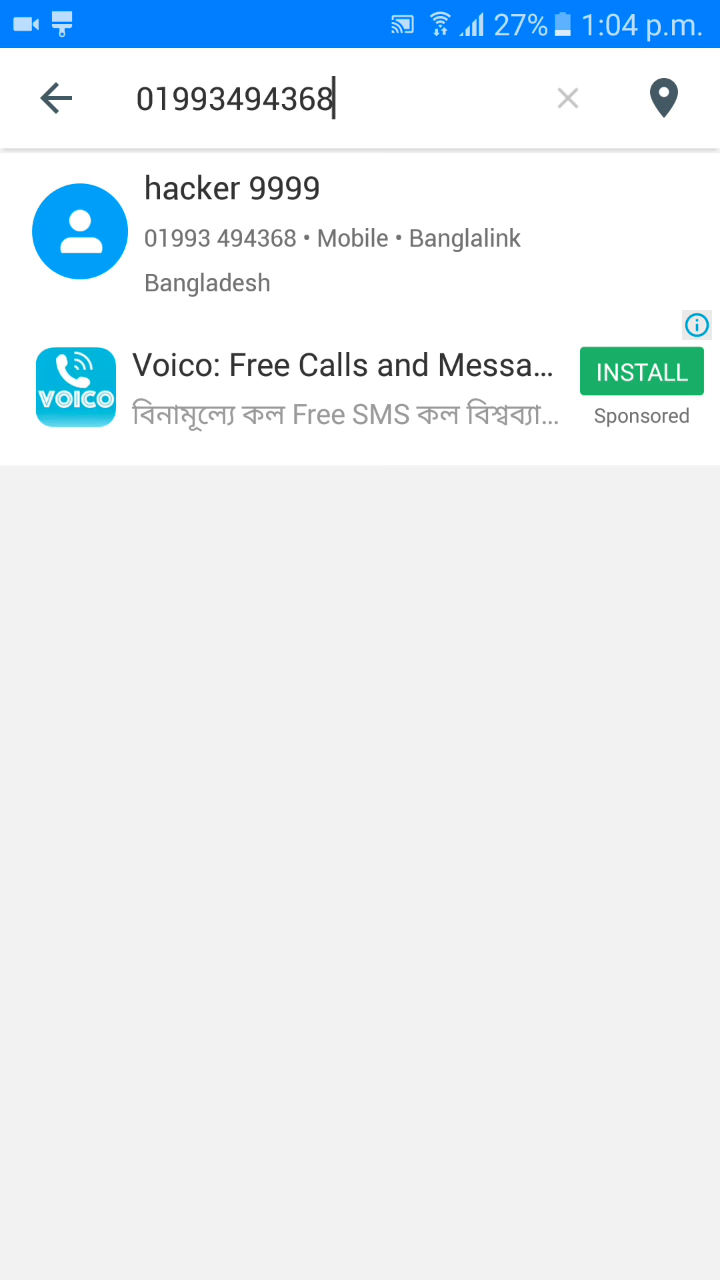 27% 1:04 p.m.
01993494368
hacker 9999
01993 494368 • Mobile • Banglalink
Bangladesh
VOICO
Voico: Free Calls and Messa...
বিনামূল্যে কল Free SMS কল বিশ্বব্যা...
INSTALL
Sponsored